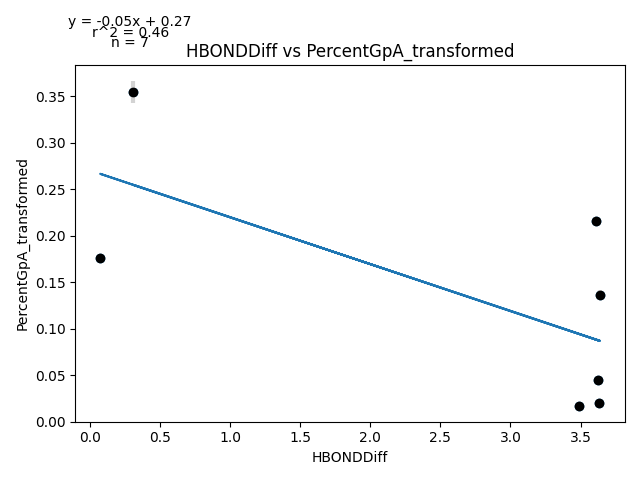 y = -0.05x + 0.27
r^2 = 0.46
n = 7
HBONDDiff vs PercentGpA_transformed
PercentGpA_transformed
0.35
0.30
0.25
0.20
0.15
0.10
0.05
0.00
0.0 0.5 1.0 1.5 2.0 2.5 3.0 3.5
HBONDDiff